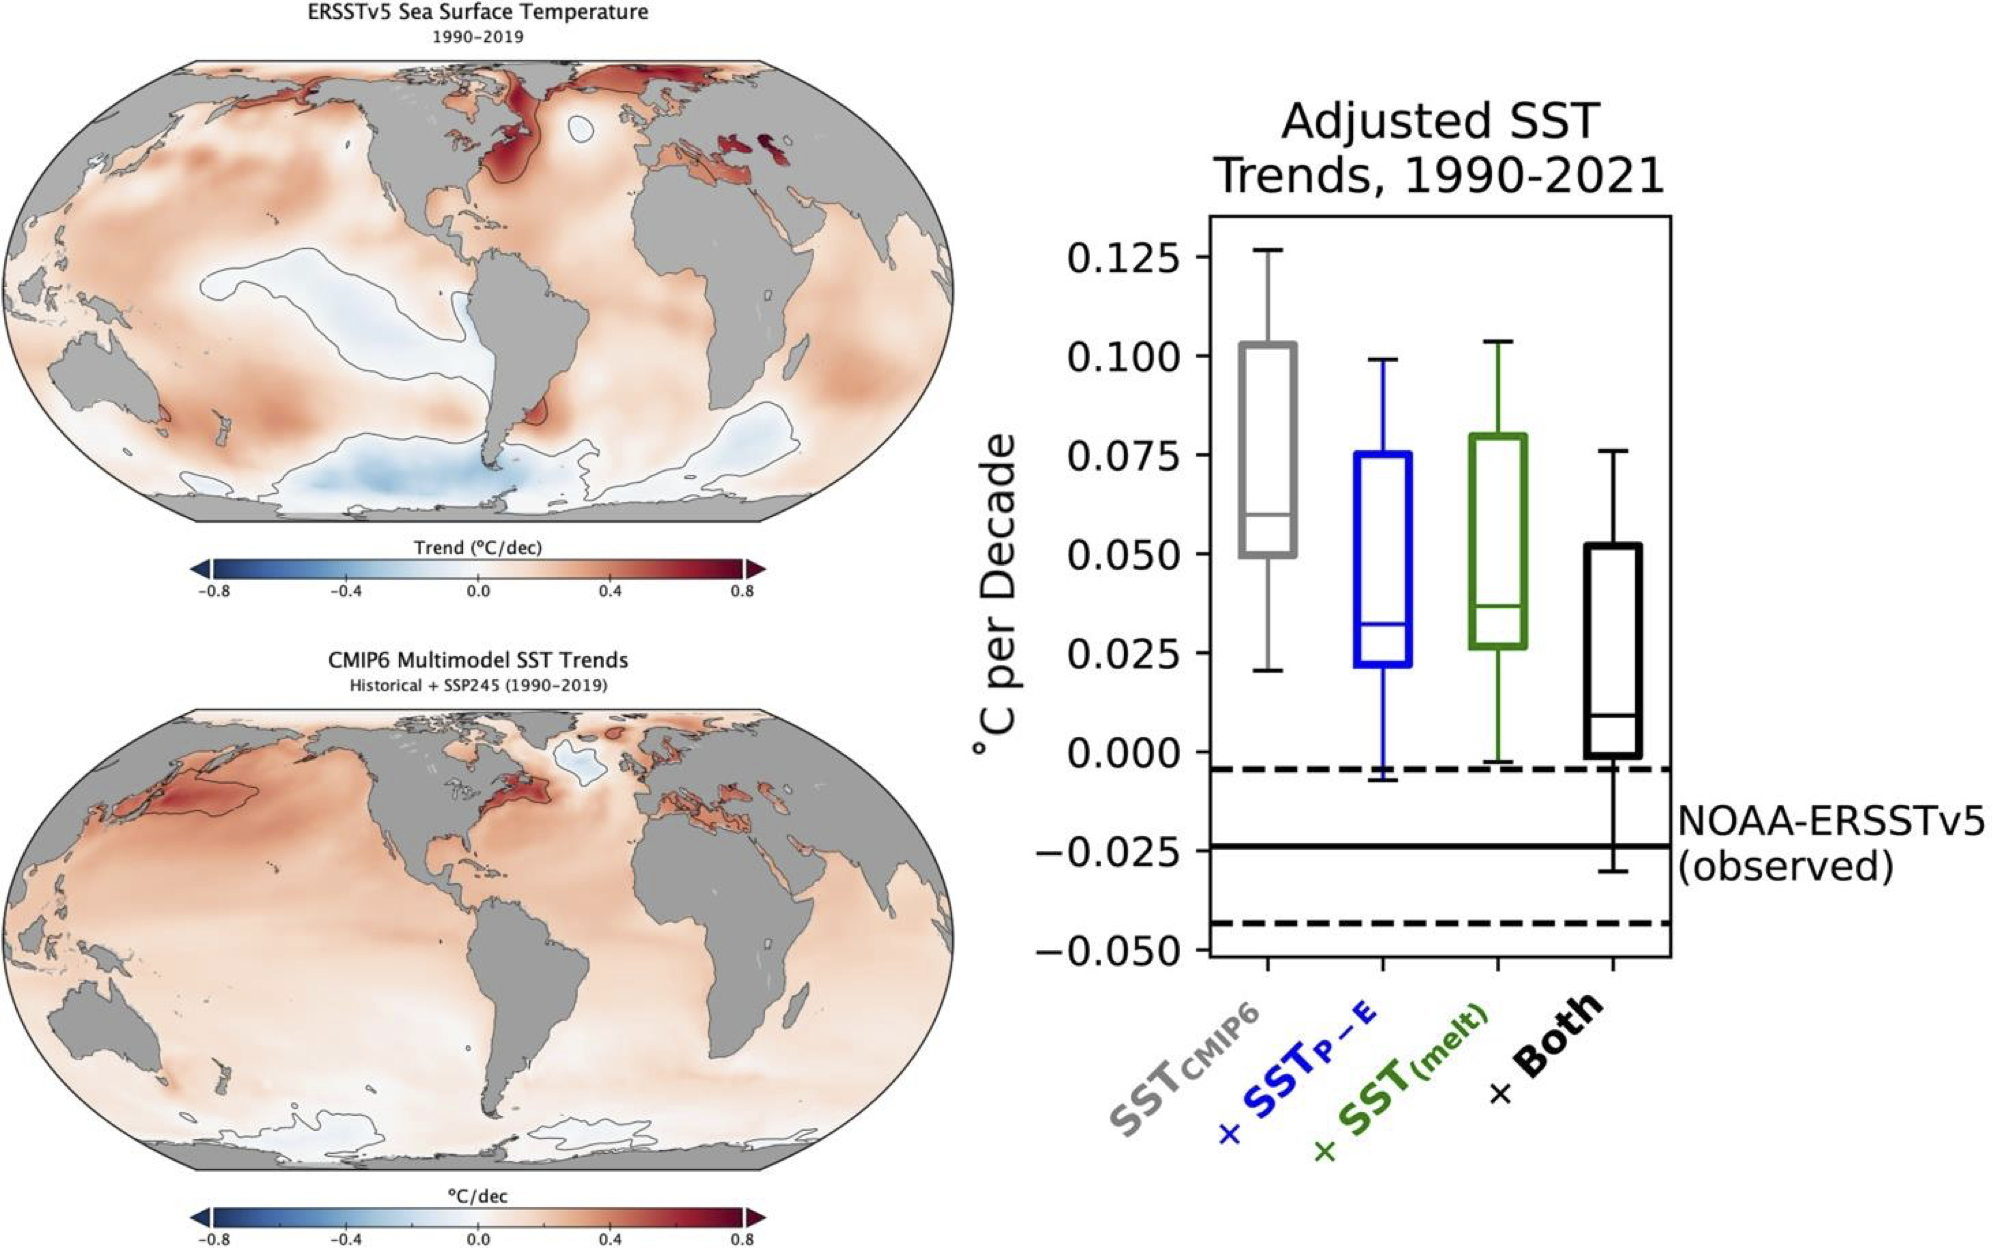 ERSSTv5 Sea Surface Temperature
1990–2019
Trend (°C/dec)
−0.8 −0.4 0.0 0.4 0.8
CMIP6 Multimodel SST Trends
Historical + SSP245 (1990–2019)
°C/dec
−0.8 −0.4 0.0 0.4 0.8
Adjusted SST
Trends, 1990-2021
°C per Decade
0.125
0.100
0.075
0.050
0.025
0.000
−0.025
−0.050
NOAA-ERSSTv5
(observed)
SSTCMIP6
+ SSTP − E
+ SST(melt)
+ Both